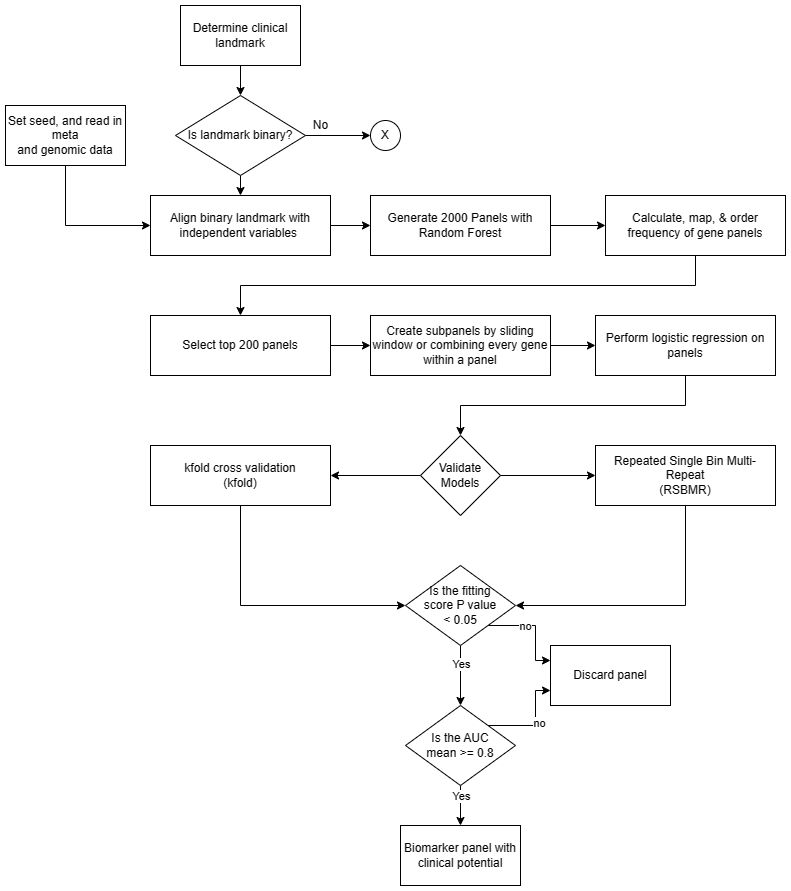 Determine clinical
landmark
Is landmark binary?
No
X
Set seed, and read in
meta
and genomic data
Align binary landmark with
independent variables
Generate 2000 Panels with
Random Forest
Calculate, map, & order
frequency of gene panels
Select top 200 panels
Create subpanels by sliding
window or combining every gene
within a panel
Perform logistic regression on
panels
Validate
Models
kfold cross validation
(kfold)
Repeated Single Bin Multi-
Repeat
(RSBMR)
Is the fitting
score P value
< 0.05
no
Yes
Discard panel
Is the AUC
mean >= 0.8
no
Yes
Biomarker panel with
clinical potential